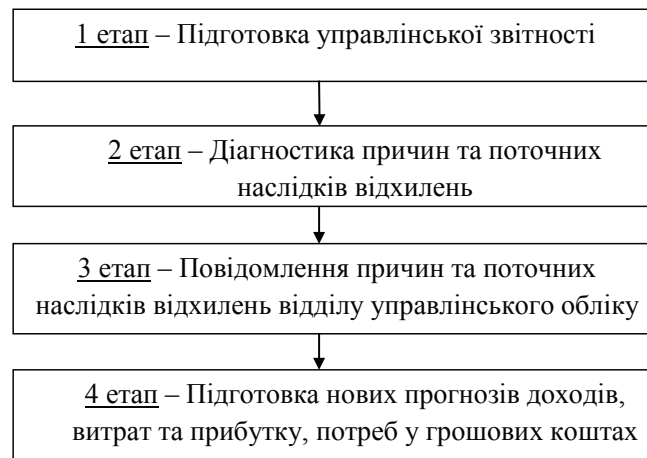 1 етап – Підготовка управлінської звітності
2 етап – Діагностика причин та поточних
наслідків відхилень
3 етап – Повідомлення причин та поточних
наслідків відхилень відділу управлінського обліку
4 етап – Підготовка нових прогнозів доходів,
витрат та прибутку, потреб у грошових коштах